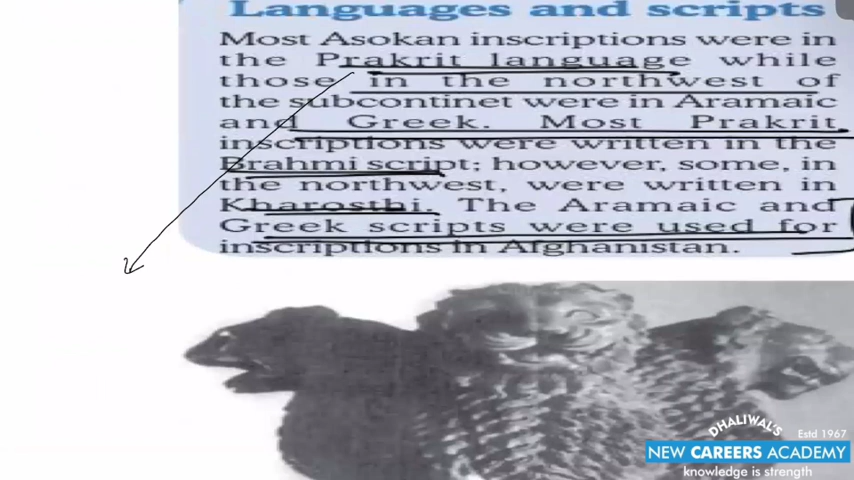 Languages and scripts
Most Asokan inscriptions were in
the Prakrit language while
those in the northwest of
the subcontinet were in Aramaic
and Greek. Most Prakrit
inscriptions were written in the
Brahmi script; however, some, in
the northwest, were written in
Kharosthi. The Aramaic and
Greek scripts were used for
inscriptions in Afghanistan.
DHALIWAL'S
Estd 1967
NEW CAREERS ACADEMY
knowledge is strength